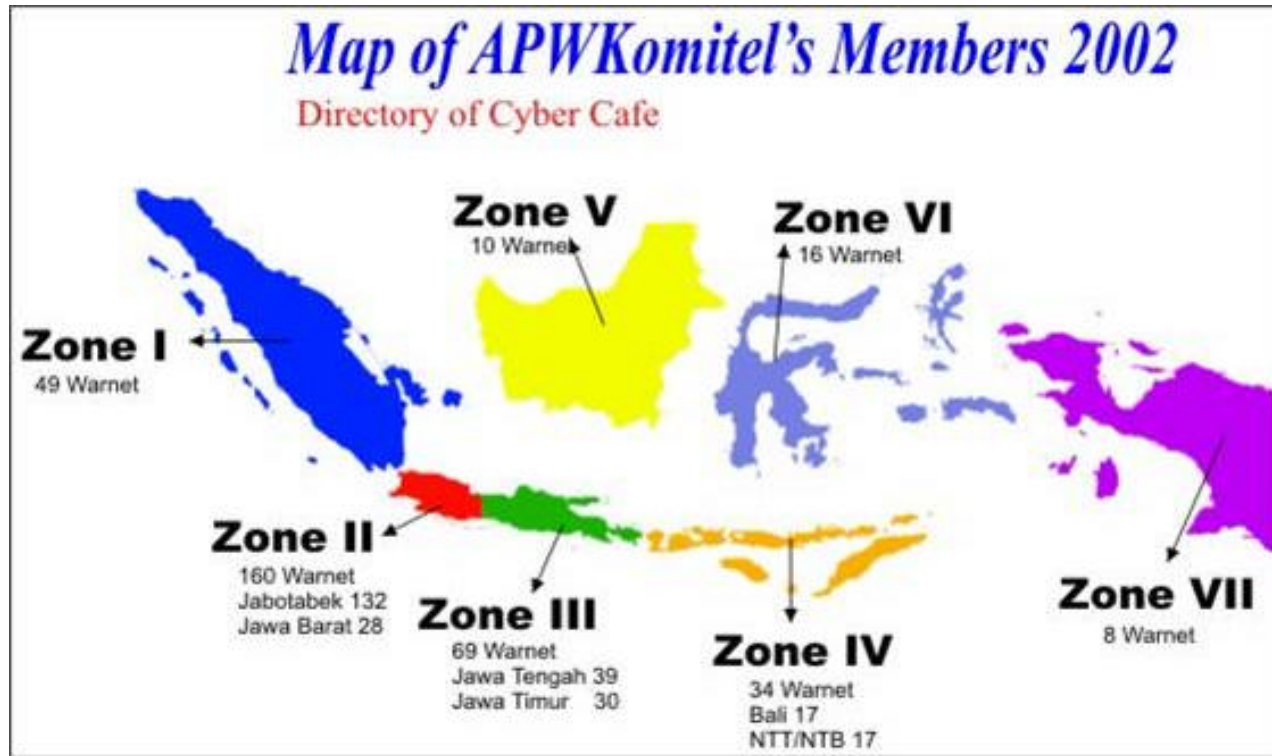 Map of APWKomitel's Members 2002
Directory of Cyber Cafe
Zone I
49 Warnet
Zone V
10 Warnet
Zone VI
16 Warnet
Zone II
160 Warnet
Jabotabek 132
Jawa Barat 28
Zone III
69 Warnet
Jawa Tengah 39
Jawa Timur 30
Zone IV
34 Warnet
Bali 17
NTT/NTB 17
Zone VII
8 Warnet